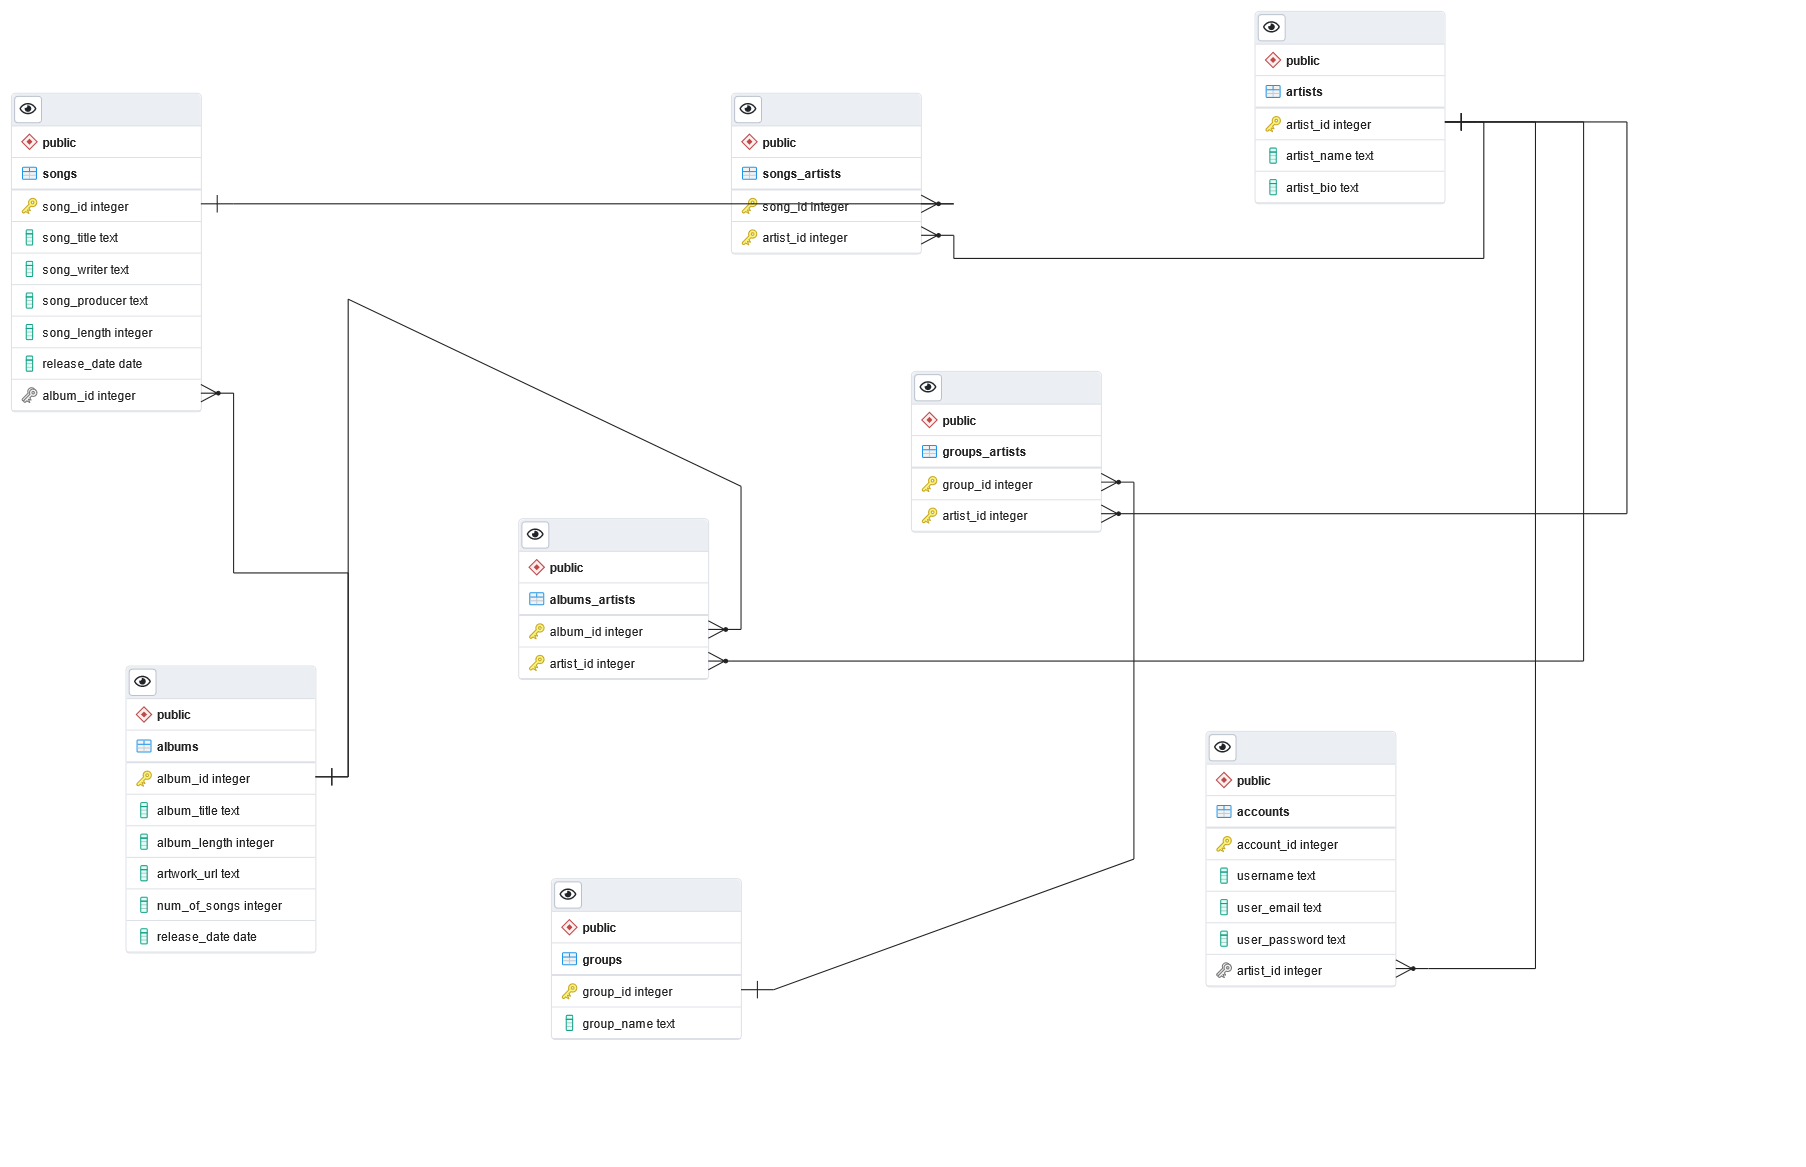 public
songs
song_id integer
song_title text
song_writer text
song_producer text
song_length integer
release_date date
album_id integer
public
songs_artists
song_id integer
artist_id integer
public
artists
artist_id integer
artist_name text
artist_bio text
public
groups_artists
group_id integer
artist_id integer
public
albums_artists
album_id integer
artist_id integer
public
albums
album_id integer
album_title text
album_length integer
artwork_url text
num_of_songs integer
release_date date
public
groups
group_id integer
group_name text
public
accounts
account_id integer
username text
user_email text
user_password text
artist_id integer